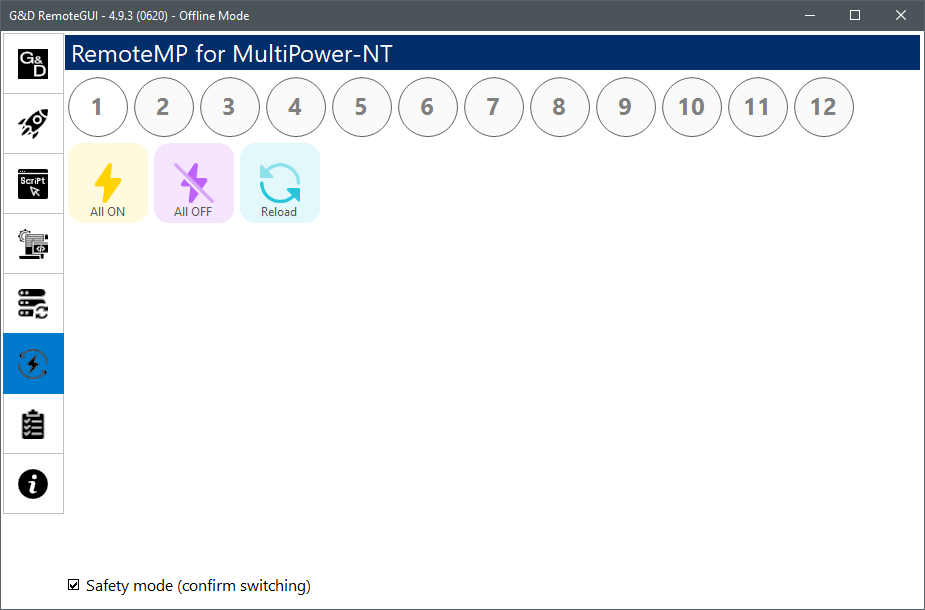 G&D RemoteGUI - 4.9.3 (0620) - Offline Mode
G&D
RemoteMP for MultiPower-NT
1 2 3 4 5 6 7 8 9 10 11 12
Script
All ON All OFF Reload
Safety mode (confirm switching)